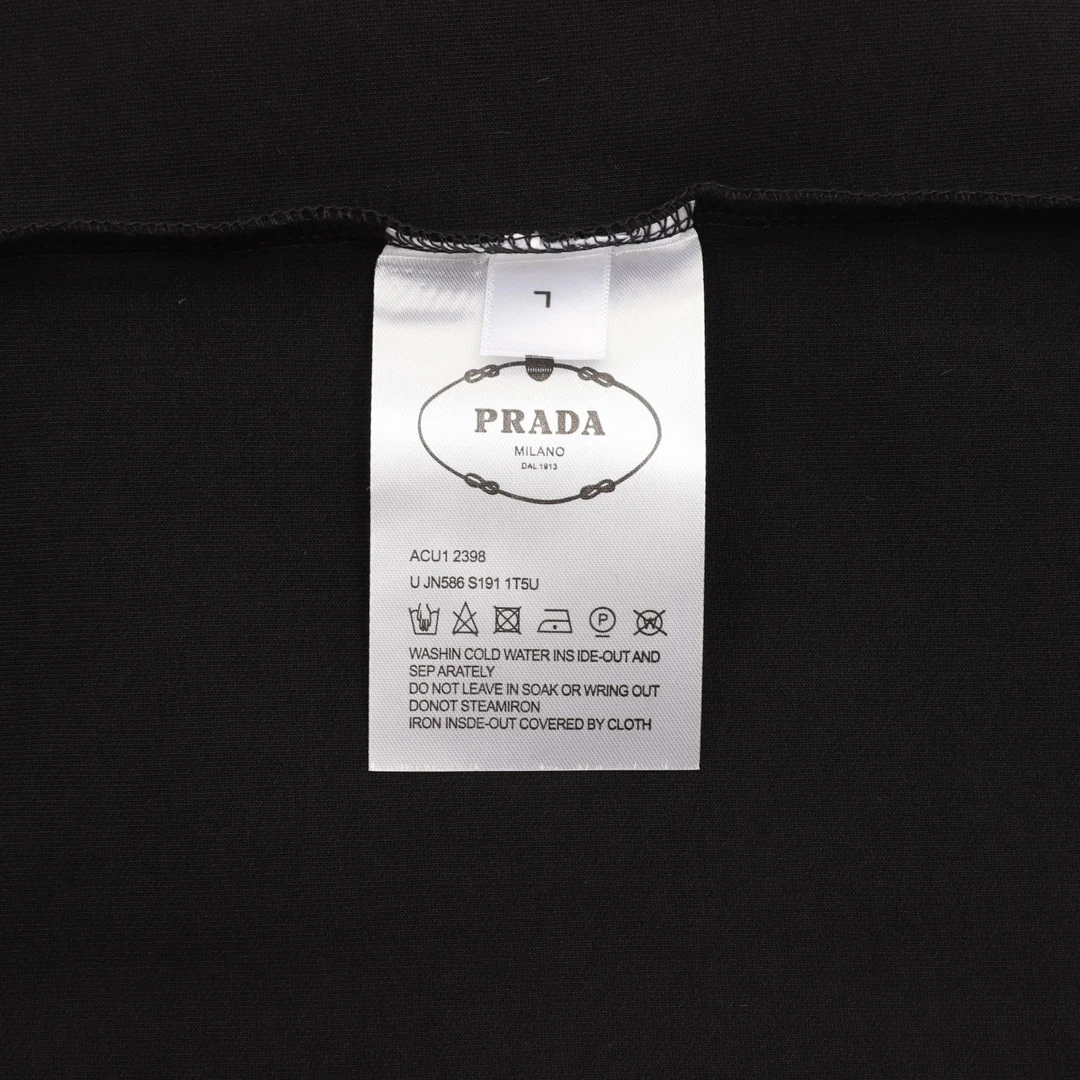 L
PRADA
MILANO
DAL 1913
ACU1 2398
U JN586 S191 1T5U
P
W
WASHIN COLD WATER INS IDE-OUT AND
SEP ARATELY
DO NOT LEAVE IN SOAK OR WRING OUT
DONOT STEAMIRON
IRON INSDE-OUT COVERED BY CLOTH